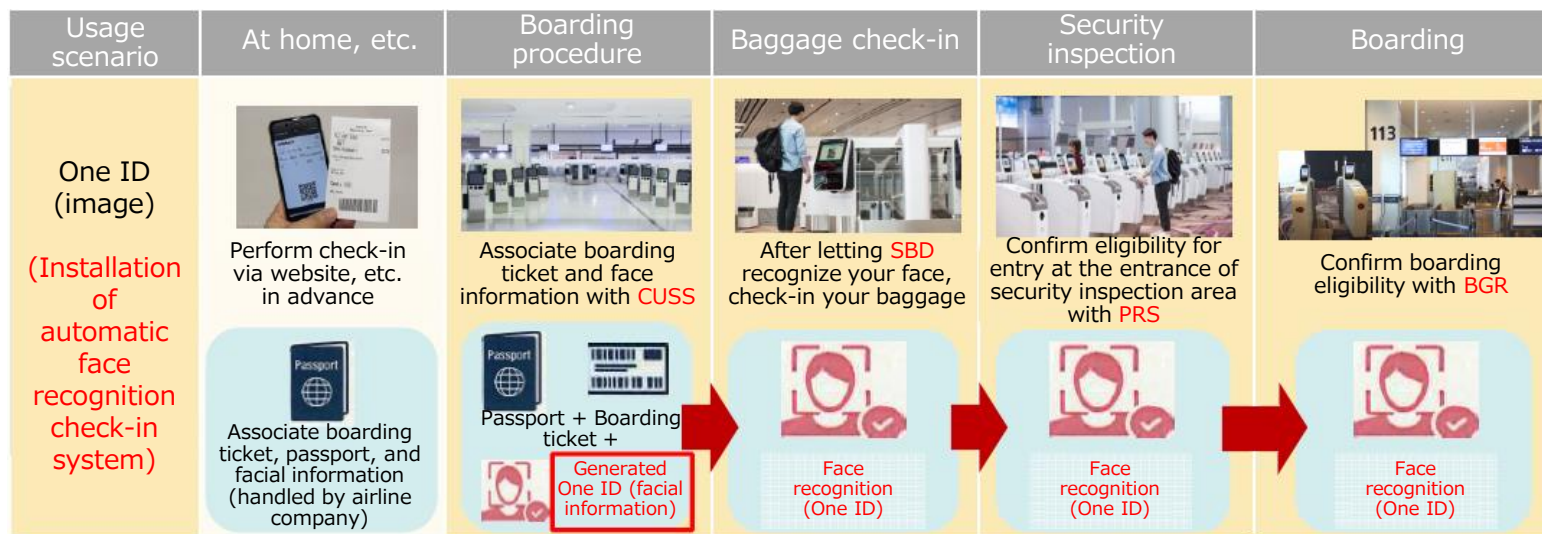 Usage
scenario
At home, etc.
Boarding
procedure
Baggage check-in
Security
inspection
Boarding
One ID
(image)
(Installation
of
automatic
face
recognition
check-in
system)
Perform check-in
via website, etc.
in advance
Passport
Associate boarding
ticket, passport, and
facial information
(handled by airline
company)
Associate boarding
ticket and face
information with CUSS
Passport
Passport + Boarding
ticket +
Generated
One ID (facial
information)
After letting SBD
recognize your face,
check-in your baggage
Face
recognition
(One ID)
Confirm eligibility for
entry at the entrance of
security inspection area
with PRS
Face
recognition
(One ID)
113
Confirm boarding
eligibility with BGR
Face
recognition
(One ID)